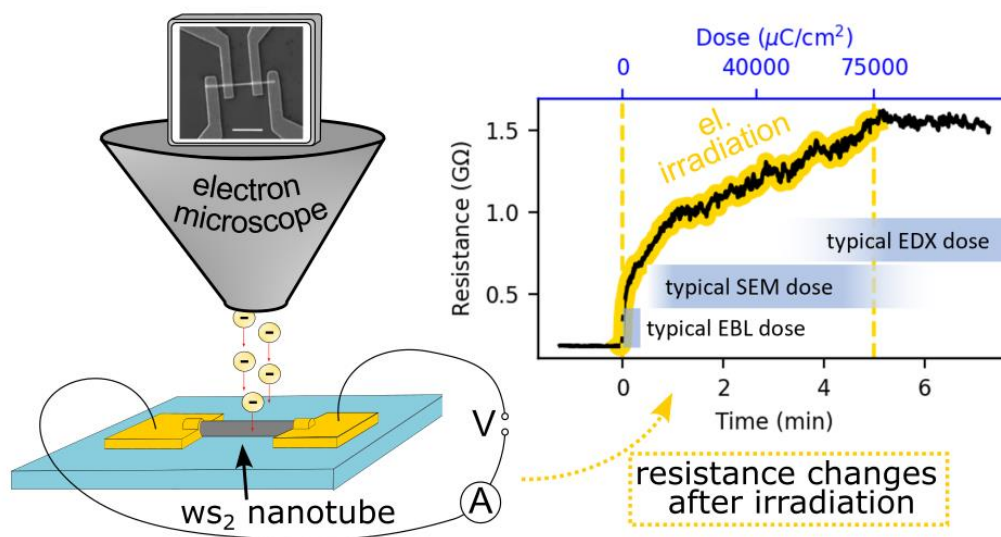 electron
microscope
-
-
-
-
-
V
A
ws₂ nanotube
Dose (µC/cm²)
0 40000 75000
Resistance (GΩ)
1.5
1.0
0.5
el.
irradiation
typical EDX dose
typical SEM dose
typical EBL dose
0 2 4 6
Time (min)
resistance changes
after irradiation